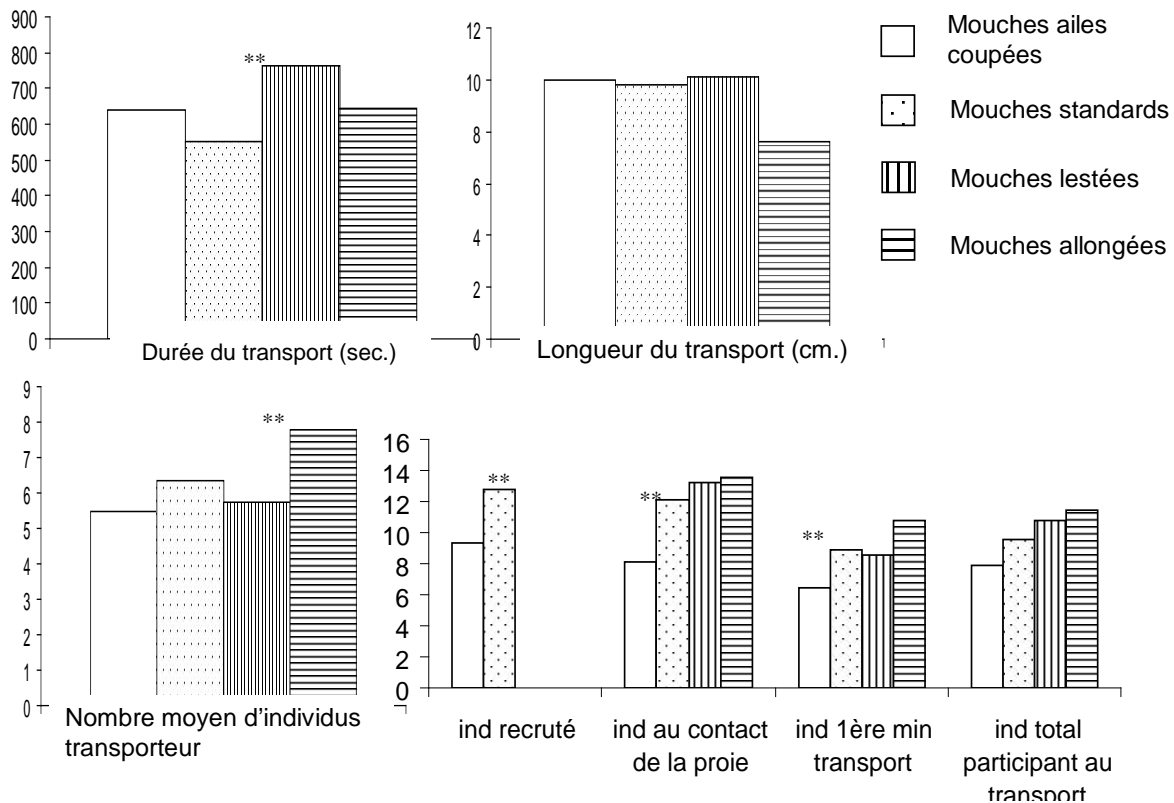 900
800
700
600
500
400
300
200
100
0
**
Durée du transport (sec.)
12
10
8
6
4
2
0
Longueur du transport (cm.)
Mouches ailes
coupées
Mouches standards
Mouches lestées
Mouches allongées
9
8
7
6
5
4
3
2
1
0
**
Nombre moyen d'individus
transporteur
16
14
12
10
8
6
4
2
0
**
**
**
ind recruté
ind au contact
de la proie
ind 1ère min
transport
ind total
participant au
transport